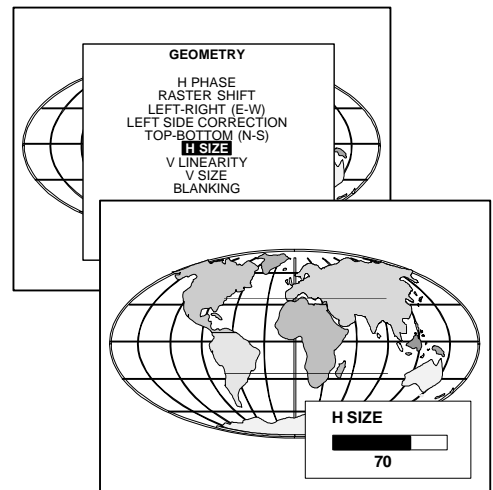 GEOMETRY
H PHASE
RASTER SHIFT
LEFT-RIGHT (E-W)
LEFT SIDE CORRECTION
TOP-BOTTOM (N-S)
H SIZE
V LINEARITY
V SIZE
BLANKING
H SIZE
70